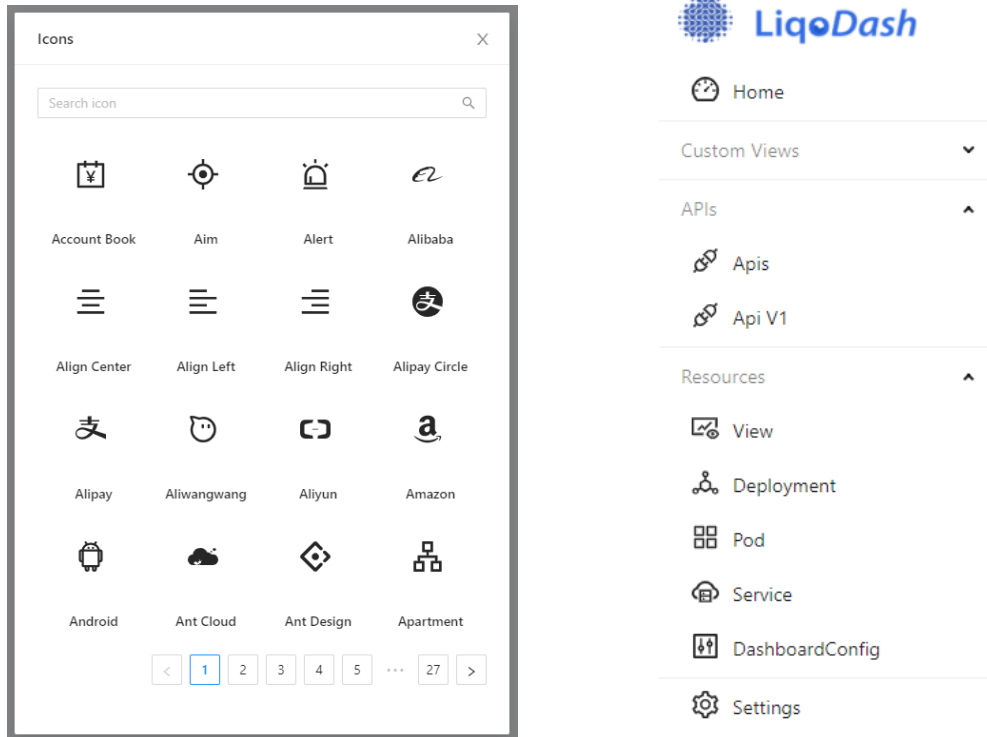 Icons
Search icon
Account Book
Aim
Alert
Alibaba
Align Center
Align Left
Align Right
Alipay Circle
Alipay
Aliwangwang
Aliyun
Amazon
Android
Ant Cloud
Ant Design
Apartment
< 1 2 3 4 5 ••• 27 >
LiqoDash
Home
Custom Views
APIs
Apis
Api V1
Resources
View
Deployment
Pod
Service
DashboardConfig
Settings